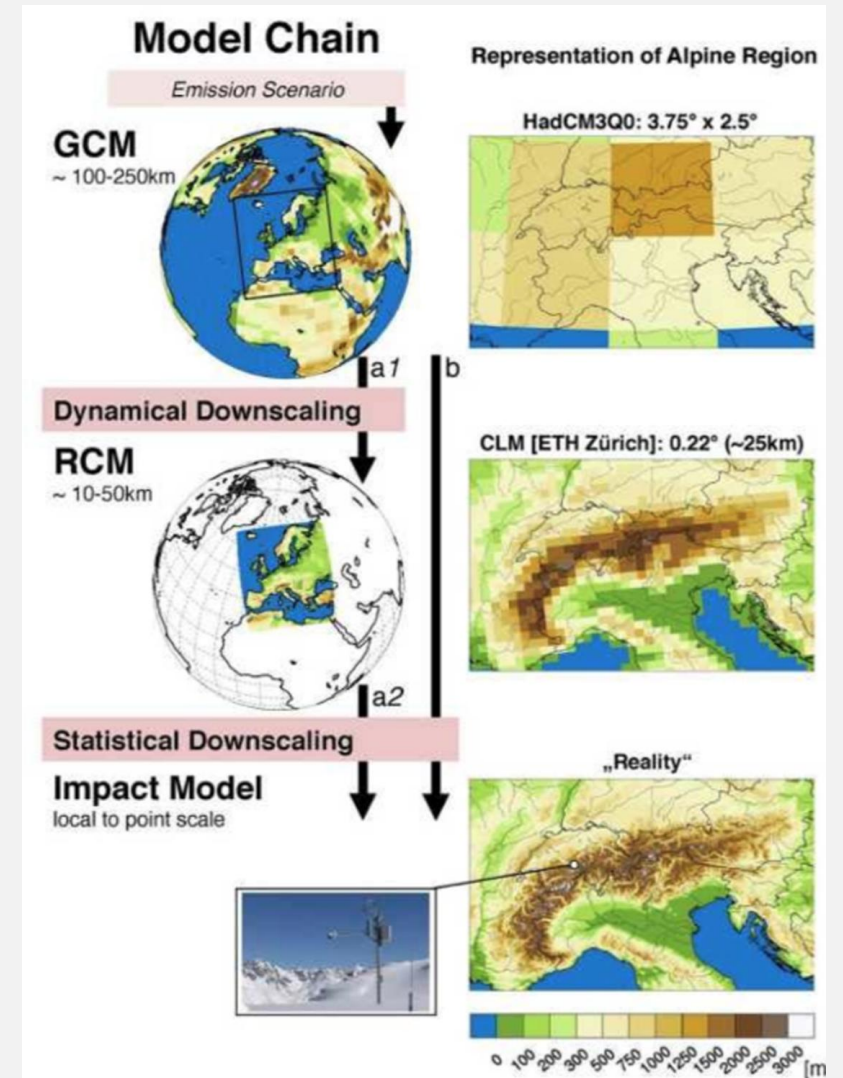 Model Chain
Emission Scenario
GCM
~ 100-250km
a1
b
Dynamical Downscaling
RCM
~ 10-50km
a2
Statistical Downscaling
Impact Model
local to point scale
Representation of Alpine Region
HadCM3Q0: 3.75° x 2.5°
CLM [ETH Zürich]: 0.22° (~25km)
„Reality“
0 100 200 300 500 750 1000 1250 1500 2000 2500 3000 [m